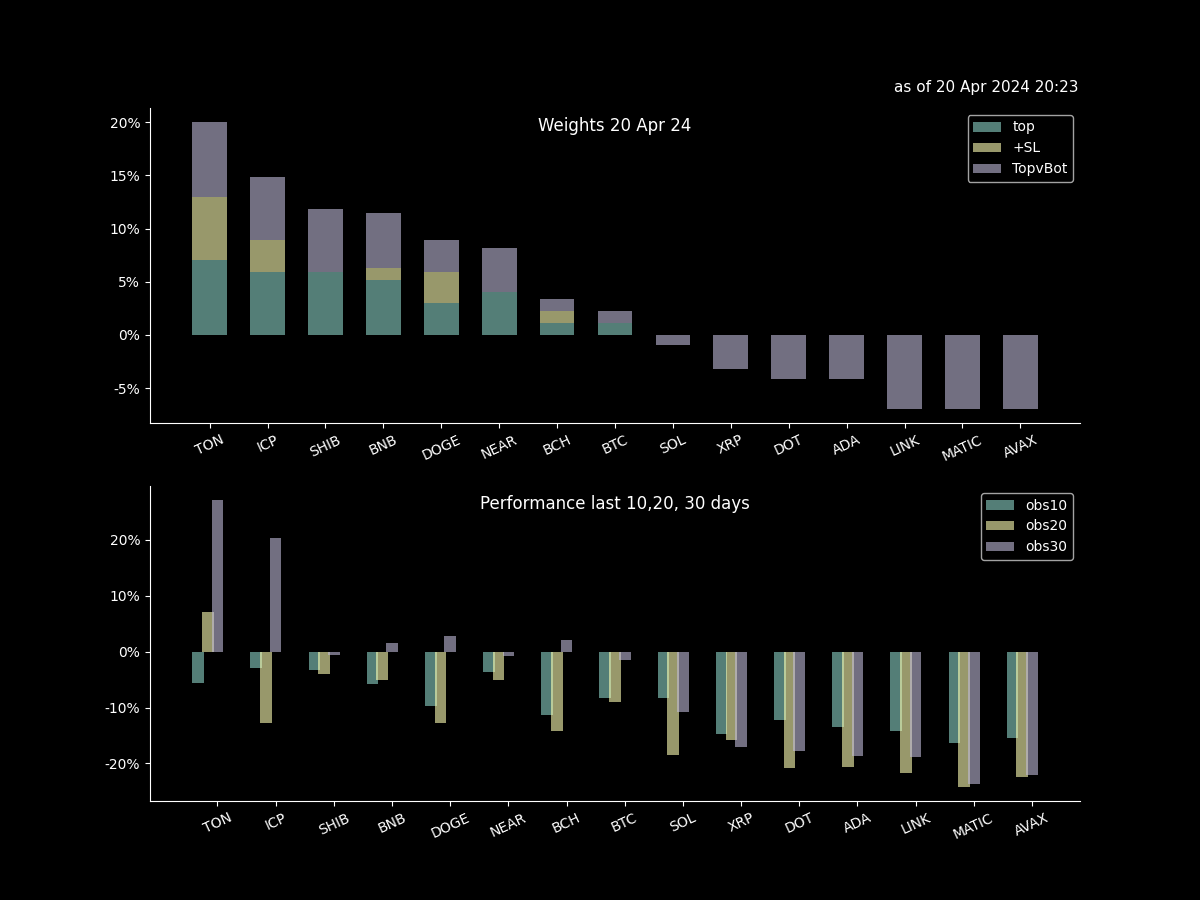 as of 20 Apr 2024 20:23
Weights 20 Apr 24
top
+SL
TopvBot
20%
15%
10%
5%
0%
-5%
TON ICP SHIB BNB DOGE NEAR BCH BTC SOL XRP DOT ADA LINK MATIC AVAX
Performance last 10,20, 30 days
obs10
obs20
obs30
20%
10%
0%
-10%
-20%
TON ICP SHIB BNB DOGE NEAR BCH BTC SOL XRP DOT ADA LINK MATIC AVAX